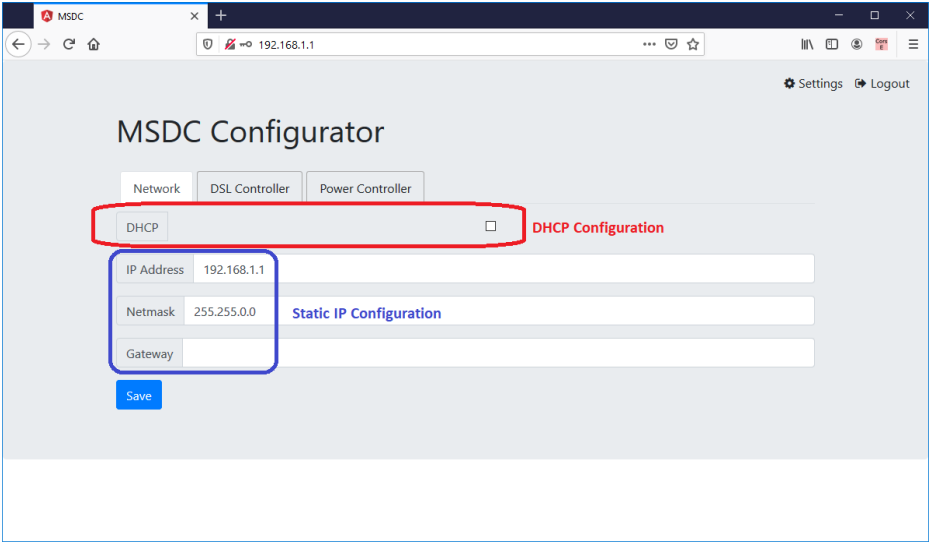 MSDC
192.168.1.1
Settings Logout
MSDC Configurator
Network DSL Controller Power Controller
DHCP DHCP Configuration
IP Address 192.168.1.1
Netmask 255.255.0.0 Static IP Configuration
Gateway
Save